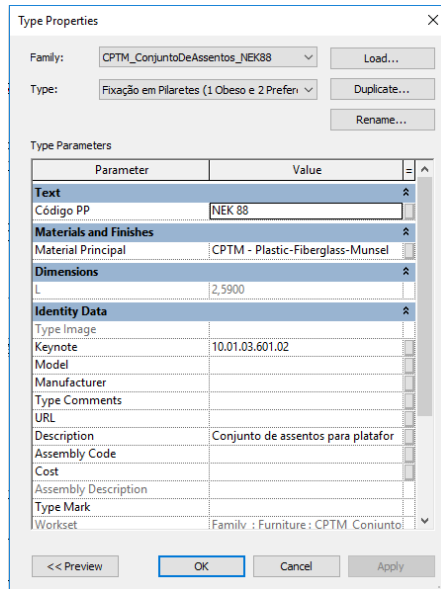 Type Properties
Family: CPTM_ConjuntoDeAssentos_NEK88 Load...
Type: Fixação em Pilaretes (1 Obeso e 2 Prefere Duplicate...
Rename...
Type Parameters
Parameter Value =
Text
Código PP NEK 88
Materials and Finishes
Material Principal CPTM - Plastic-Fiberglass-Munsel
Dimensions
L 2,5900
Identity Data
Type Image
Keynote 10.01.03.601.02
Model
Manufacturer
Type Comments
URL
Description Conjunto de assentos para platafor
Assembly Code
Cost
Assembly Description
Type Mark
Workset Family : Furniture : CPTM_Conjunto
<< Preview OK Cancel Apply